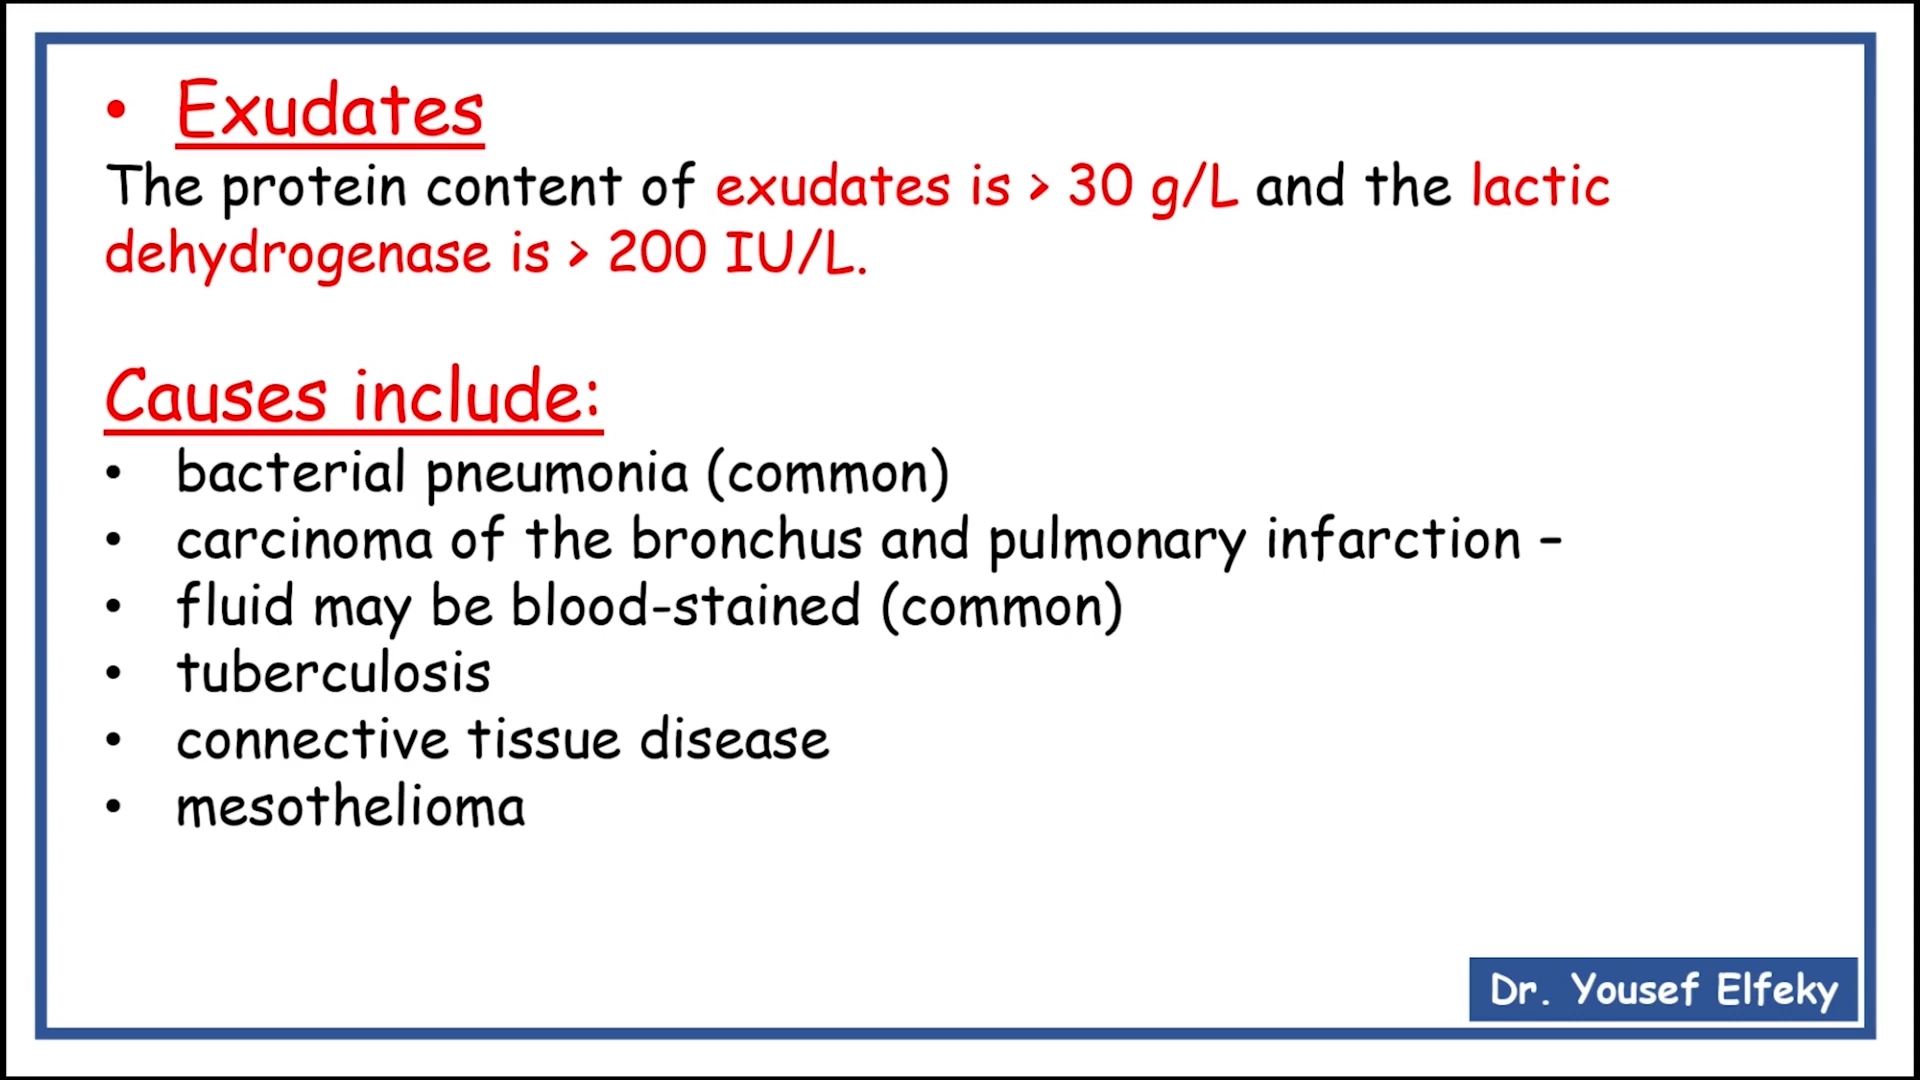 • Exudates
The protein content of exudates is > 30 g/L and the lactic
dehydrogenase is > 200 IU/L.
Causes include:
• bacterial pneumonia (common)
• carcinoma of the bronchus and pulmonary infarction –
• fluid may be blood-stained (common)
• tuberculosis
• connective tissue disease
• mesothelioma
Dr. Yousef Elfeky